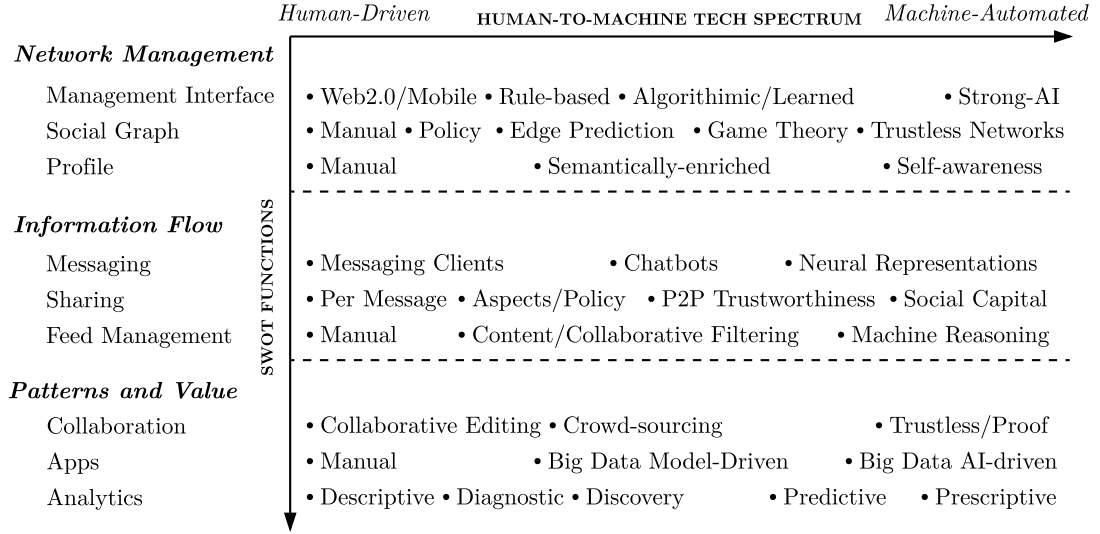 Human-Driven HUMAN-TO-MACHINE TECH SPECTRUM Machine-Automated
Network Management
Management Interface • Web2.0/Mobile • Rule-based • Algorithimic/Learned • Strong-AI
Social Graph • Manual • Policy • Edge Prediction • Game Theory • Trustless Networks
Profile • Manual • Semantically-enriched • Self-awareness
SWOT FUNCTIONS
Information Flow
Messaging • Messaging Clients • Chatbots • Neural Representations
Sharing • Per Message • Aspects/Policy • P2P Trustworthiness • Social Capital
Feed Management • Manual • Content/Collaborative Filtering • Machine Reasoning
Patterns and Value
Collaboration • Collaborative Editing • Crowd-sourcing • Trustless/Proof
Apps • Manual • Big Data Model-Driven • Big Data AI-driven
Analytics • Descriptive • Diagnostic • Discovery • Predictive • Prescriptive